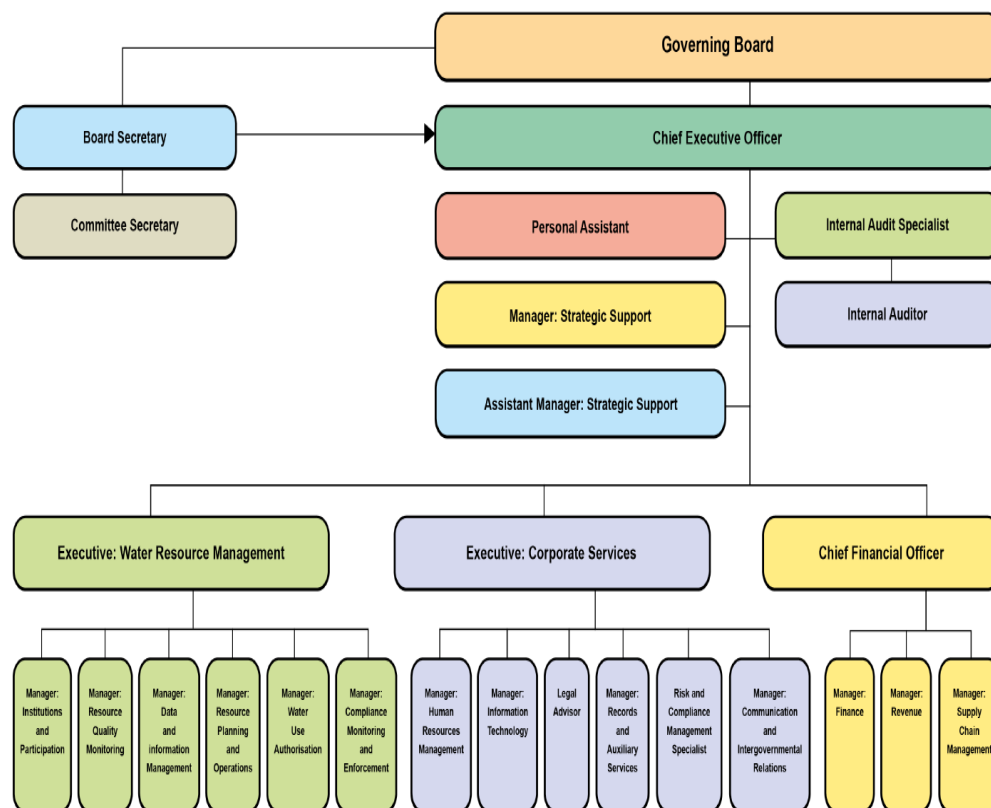 Governing Board
Board Secretary
Chief Executive Officer
Committee Secretary
Personal Assistant
Internal Audit Specialist
Manager: Strategic Support
Internal Auditor
Assistant Manager: Strategic Support
Executive: Water Resource Management
Executive: Corporate Services
Chief Financial Officer
Manager:
Institutions
and
Participation
Manager:
Resource
Quality
Monitoring
Manager:
Data
and
information
Management
Manager:
Resource
Planning
and
Operations
Manager:
Water
Use
Authorisation
Manager:
Compliance
Monitoring
and
Enforcement
Manager:
Human
Resources
Management
Manager:
Information
Technology
Legal
Advisor
Manager:
Records
and
Auxiliary
Services
Risk and
Compliance
Management
Specialist
Manager:
Communication
and
Intergovernmental
Relations
Manager:
Finance
Manager:
Revenue
Manager:
Supply
Chain
Management